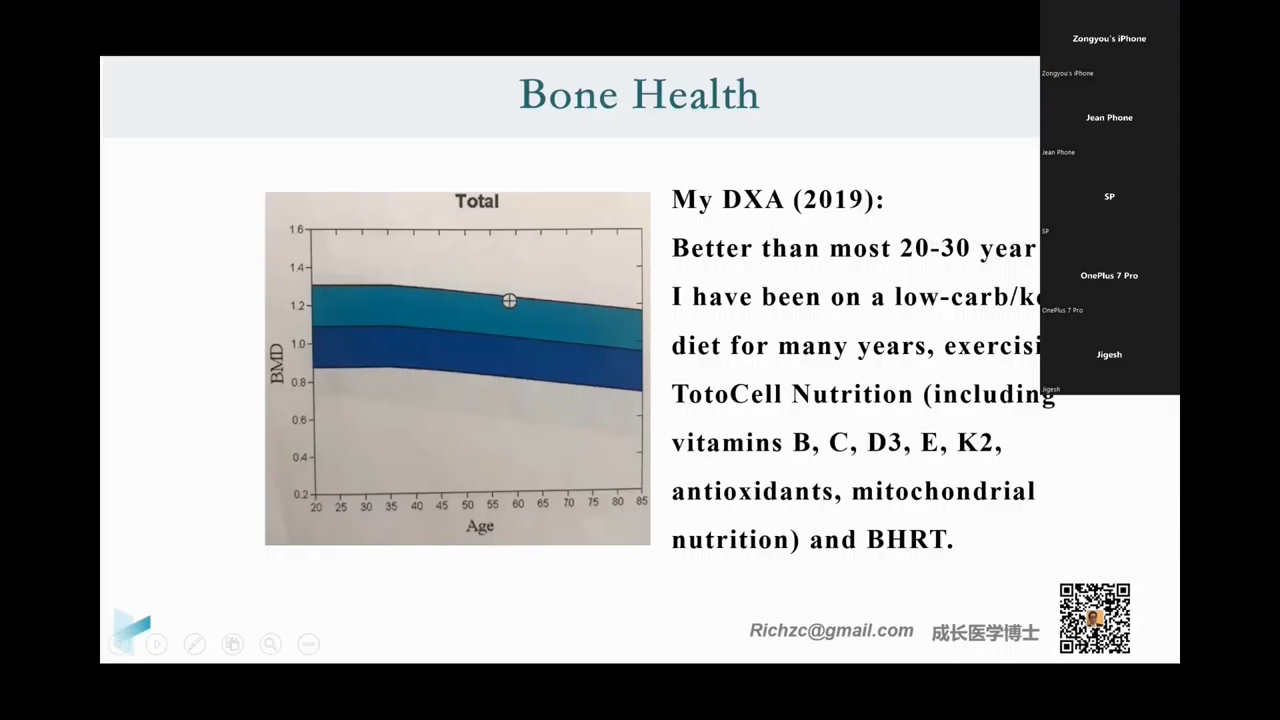 Bone Health
Total
1.6
1.4
1.2
1.0
0.8
0.6
0.4
0.2
BMD
20 25 30 35 40 45 50 55 60 65 70 75 80 85
Age
My DXA (2019):
Better than most 20-30 year
I have been on a low-carb/
diet for many years,
TotoCell Nutrition (including
vitamins B, C, D3, E, K2,
antioxidants, mitochondrial
nutrition) and BHRT.
Richzc@gmail.com 成长医学博士
Zongyou's iPhone
Zongyou's iPhone
Jean Phone
Jean Phone
SP
SP
OnePlus 7 Pro
OnePlus 7 Pro
Jigesh
Jigesh